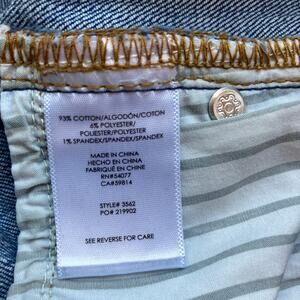 93% COTTON/ALGODÓN/COTON
6% POLYESTER/
POLIESTER/POLYESTER
1% SPANDEX/SPANDEX/SPANDEX
MADE IN CHINA
HECHO EN CHINA
FABRIQUÉ EN CHINE
RN#54077
CA#59814
STYLE# 3562
PO# 219902
SEE REVERSE FOR CARE